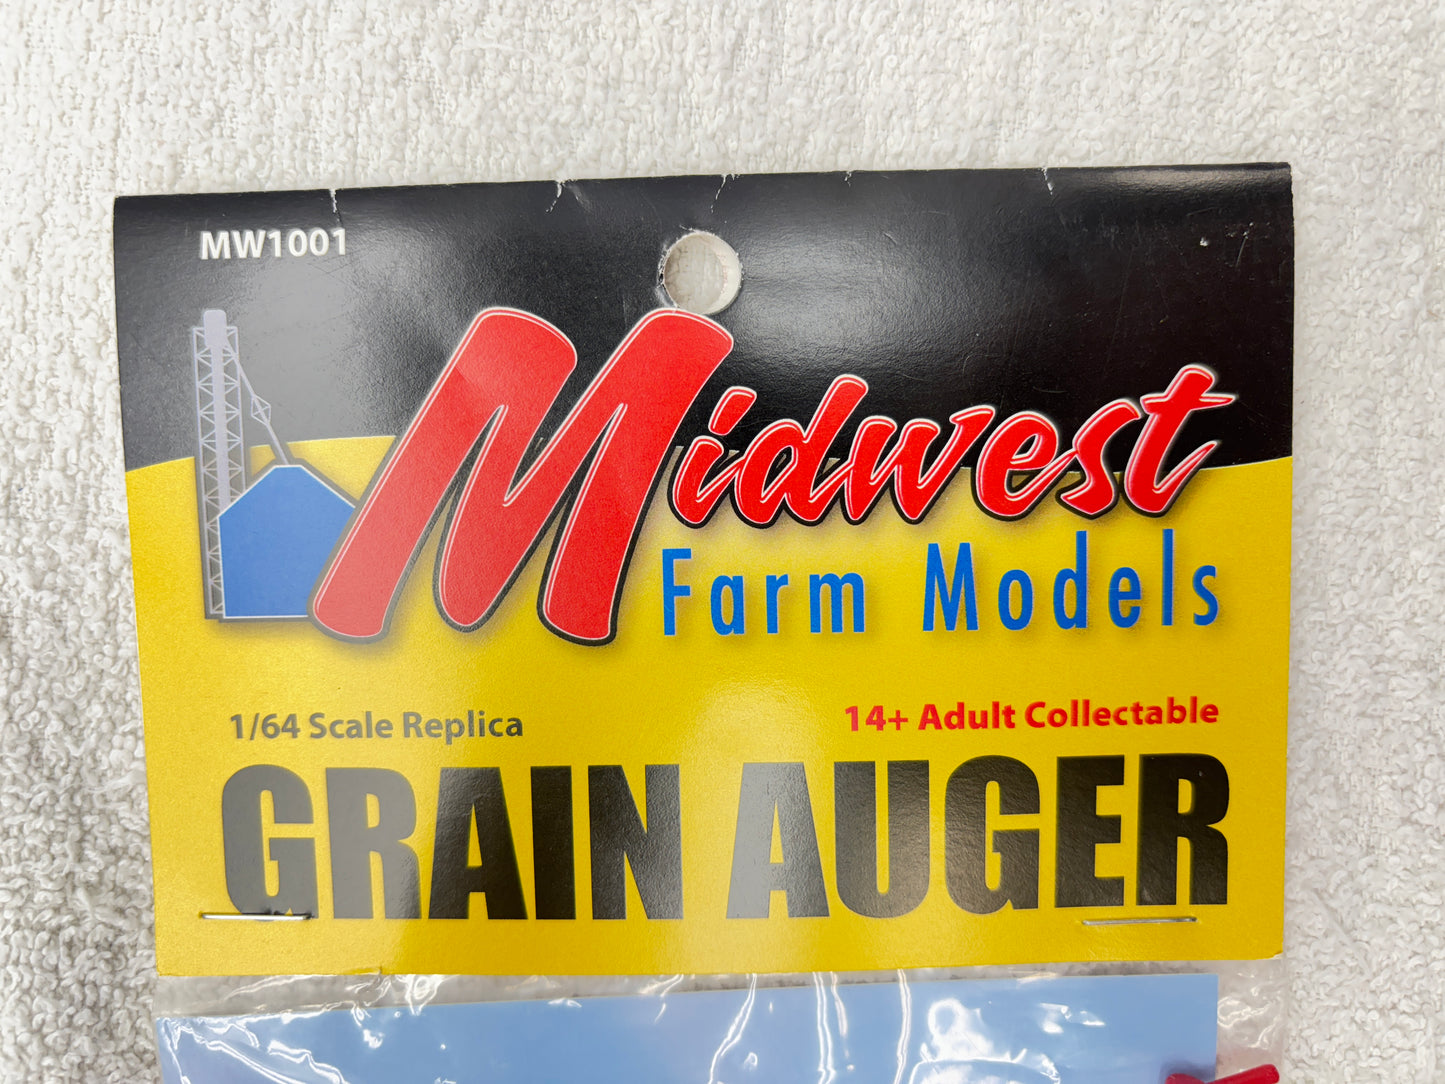 MW1001
Midwest
Farm Models
1/64 Scale Replica
14+ Adult Collectable
GRAIN AUGER